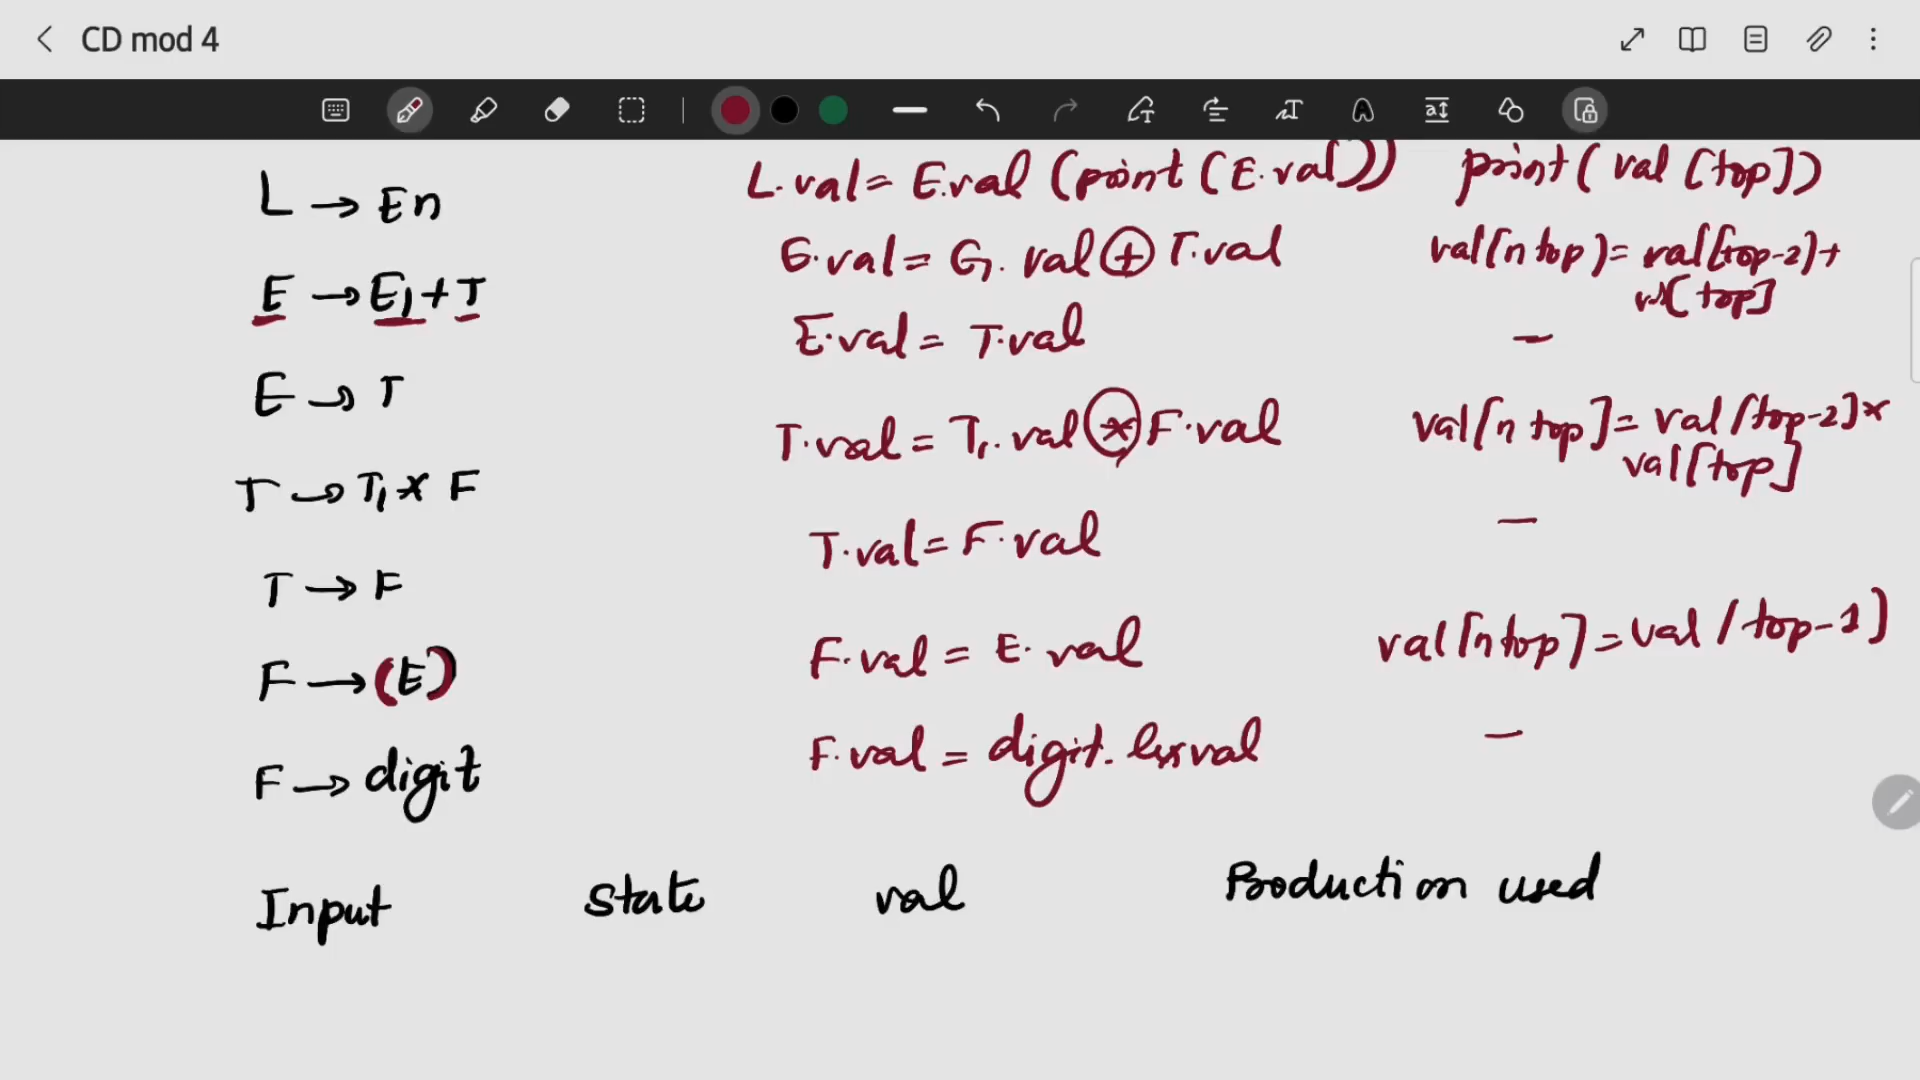 CD mod 4
L → En L.val = E.val (print (E.val)) print( val [top])
E → E1 + T E.val = E1.val + T.val val[n top) = val[top-2) +
val[top]
E → T E.val = T.val —
T → T1 * F T.val = T1.val * F.val val[n top] = val[top-2] *
val[top]
T → F T.val = F.val —
F → (E) F.val = E.val val[ntop] = val[top-1]
F → digit F.val = digit.lexval —
Input State val Production used